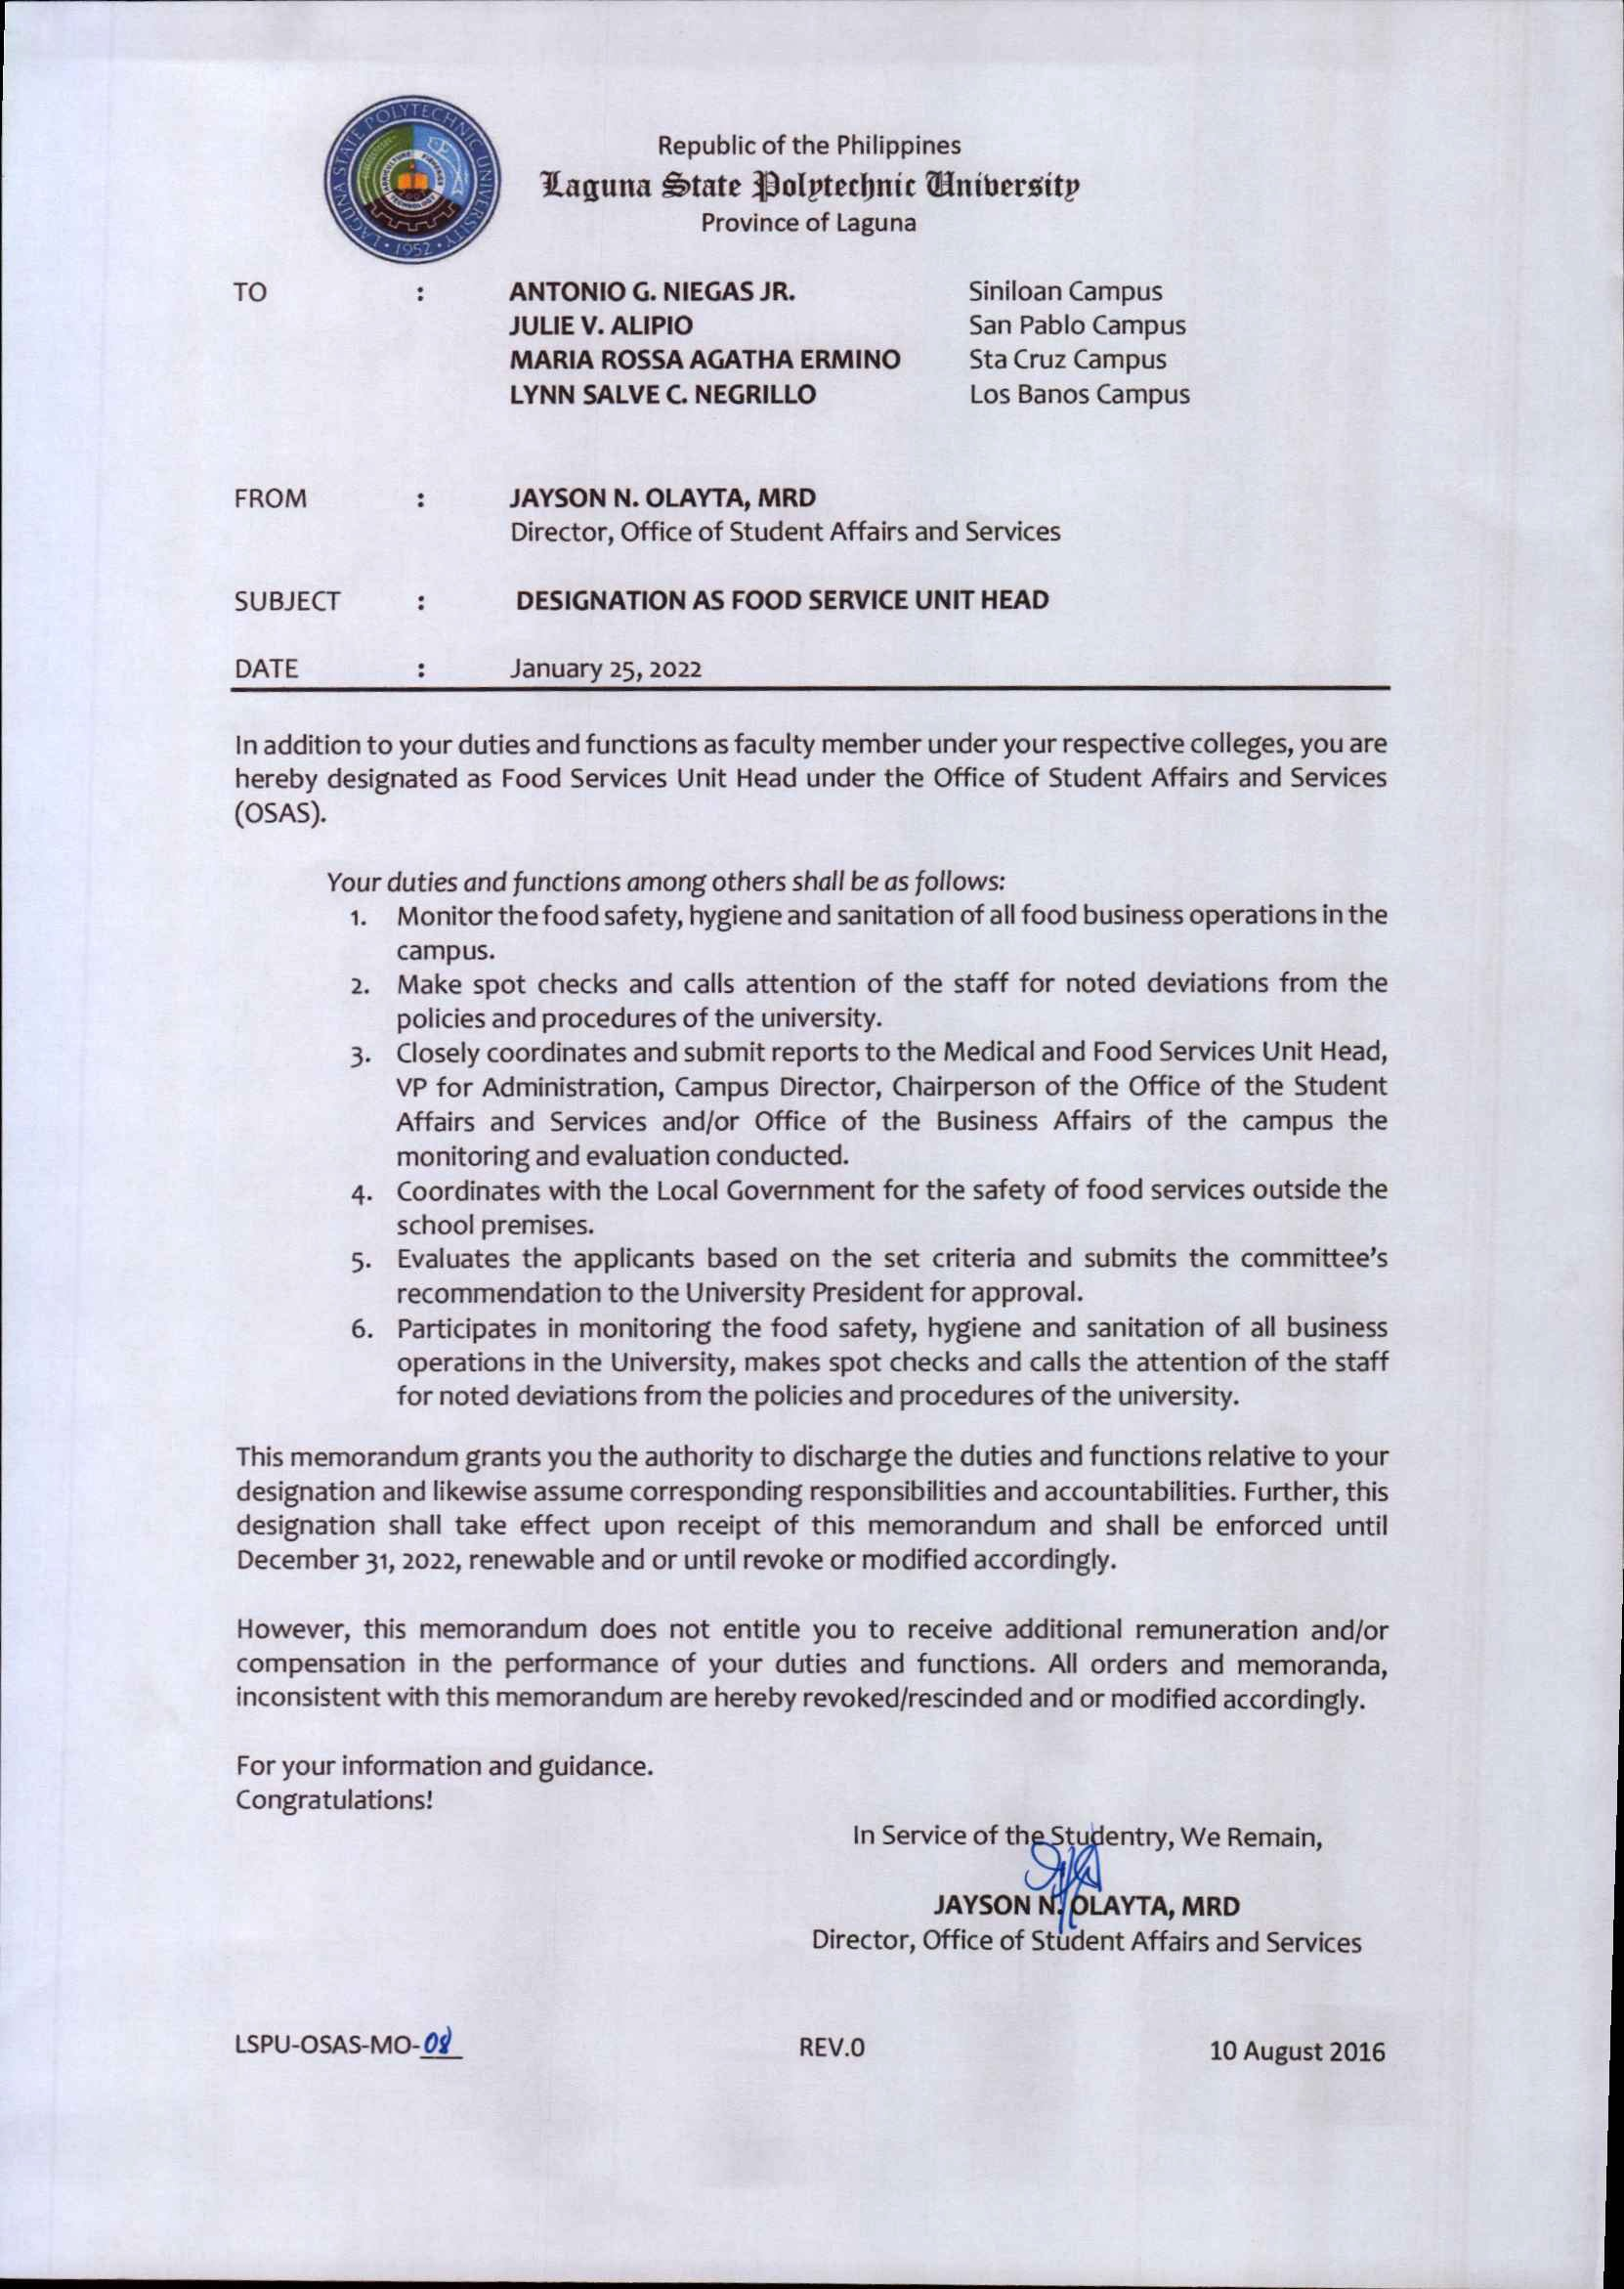 LAGUNA STATE POLYTECHNIC UNIVERSITY
• 1952 •
Republic of the Philippines
Laguna State Polytechnic University
Province of Laguna
TO : ANTONIO G. NIEGAS JR. Siniloan Campus
JULIE V. ALIPIO San Pablo Campus
MARIA ROSSA AGATHA ERMINO Sta Cruz Campus
LYNN SALVE C. NEGRILLO Los Banos Campus
FROM : JAYSON N. OLAYTA, MRD
Director, Office of Student Affairs and Services
SUBJECT : DESIGNATION AS FOOD SERVICE UNIT HEAD
DATE : January 25, 2022
In addition to your duties and functions as faculty member under your respective colleges, you are
hereby designated as Food Services Unit Head under the Office of Student Affairs and Services
(OSAS).
Your duties and functions among others shall be as follows:
1. Monitor the food safety, hygiene and sanitation of all food business operations in the
campus.
2. Make spot checks and calls attention of the staff for noted deviations from the
policies and procedures of the university.
3. Closely coordinates and submit reports to the Medical and Food Services Unit Head,
VP for Administration, Campus Director, Chairperson of the Office of the Student
Affairs and Services and/or Office of the Business Affairs of the campus the
monitoring and evaluation conducted.
4. Coordinates with the Local Government for the safety of food services outside the
school premises.
5. Evaluates the applicants based on the set criteria and submits the committee's
recommendation to the University President for approval.
6. Participates in monitoring the food safety, hygiene and sanitation of all business
operations in the University, makes spot checks and calls the attention of the staff
for noted deviations from the policies and procedures of the university.
This memorandum grants you the authority to discharge the duties and functions relative to your
designation and likewise assume corresponding responsibilities and accountabilities. Further, this
designation shall take effect upon receipt of this memorandum and shall be enforced until
December 31, 2022, renewable and or until revoke or modified accordingly.
However, this memorandum does not entitle you to receive additional remuneration and/or
compensation in the performance of your duties and functions. All orders and memoranda,
inconsistent with this memorandum are hereby revoked/rescinded and or modified accordingly.
For your information and guidance.
Congratulations!
In Service of the Studentry, We Remain,
JAYSON N. OLAYTA, MRD
Director, Office of Student Affairs and Services
LSPU-OSAS-MO-08 REV.0 10 August 2016